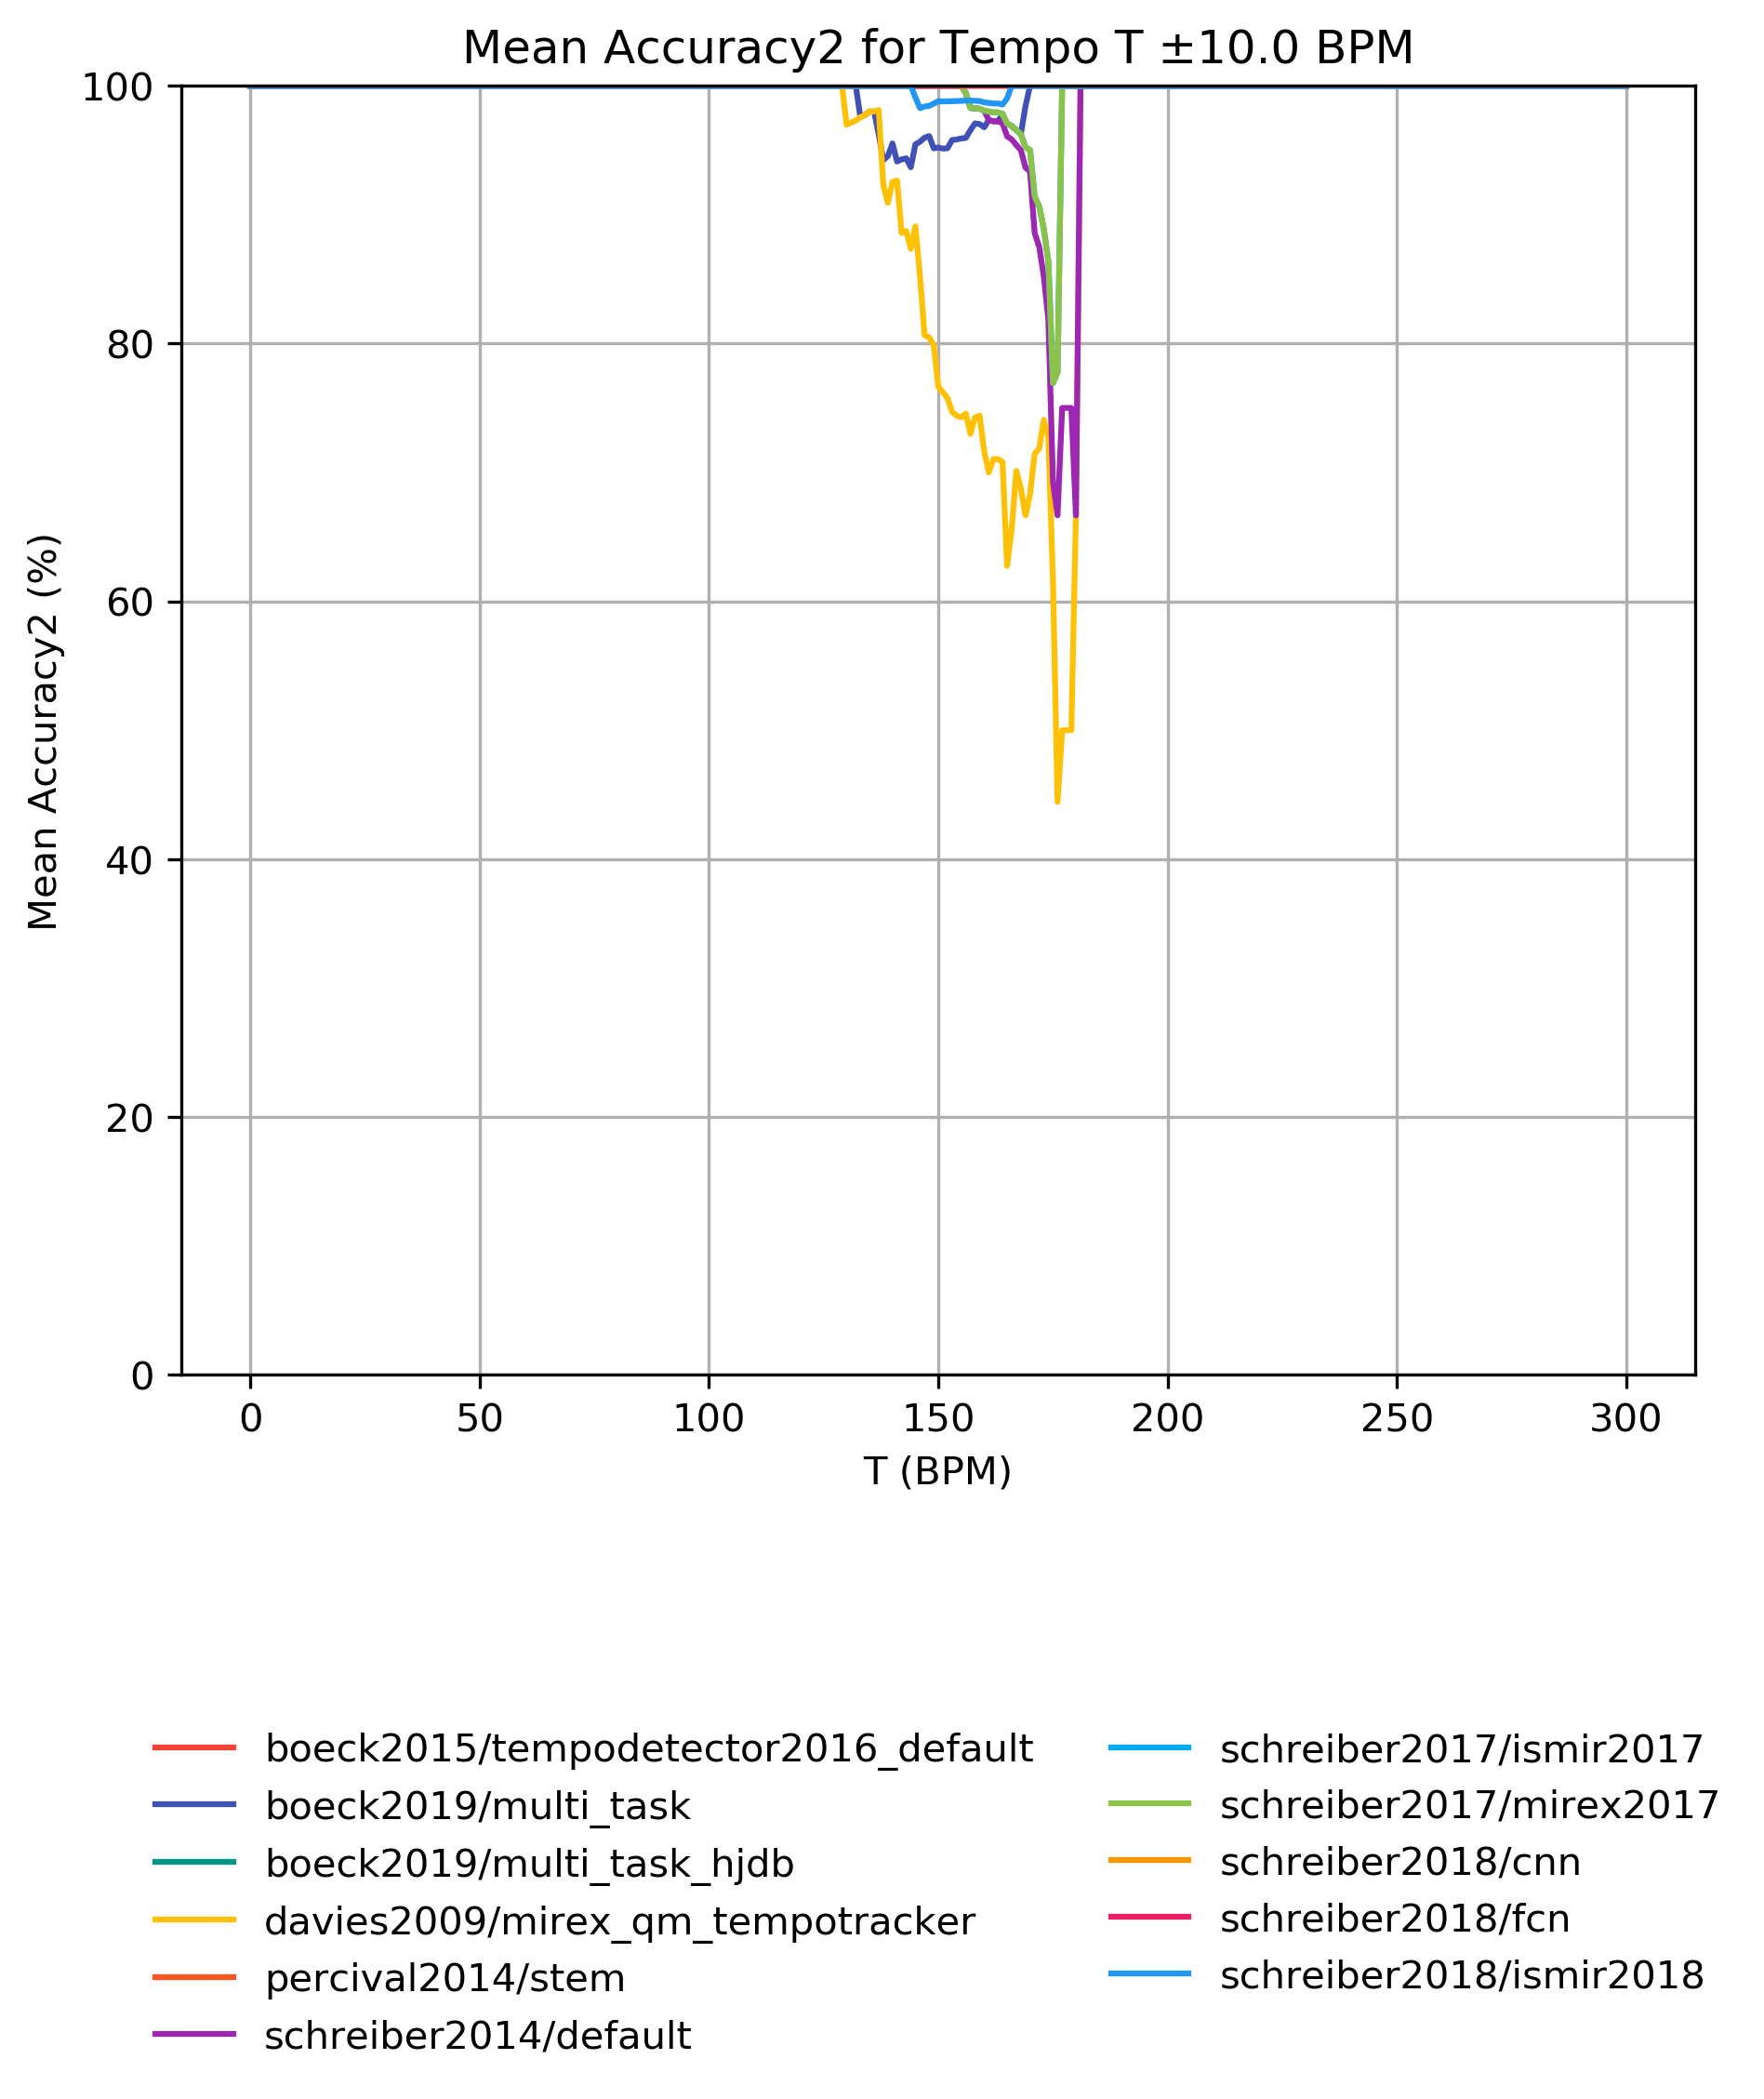 Mean Accuracy2 for Tempo T ±10.0 BPM
100
80
60
40
20
0
Mean Accuracy2 (%)
0 50 100 150 200 250 300
T (BPM)
boeck2015/tempodetector2016_default
boeck2019/multi_task
boeck2019/multi_task_hjdb
davies2009/mirex_qm_tempotracker
percival2014/stem
schreiber2014/default
schreiber2017/ismir2017
schreiber2017/mirex2017
schreiber2018/cnn
schreiber2018/fcn
schreiber2018/ismir2018